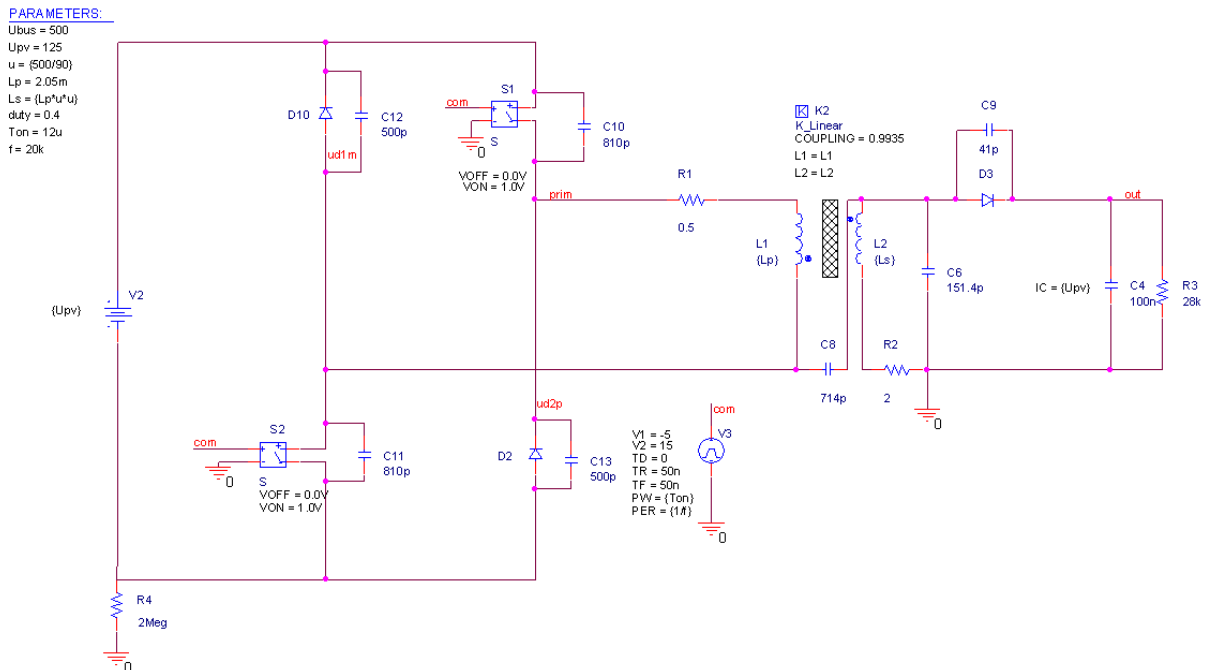 PARAMETERS:
Ubus = 500
Upv = 125
u = {500/90}
Lp = 2.05m
Ls = {Lp*u*u}
duty = 0.4
Ton = 12u
f = 20k
D10
C12
500p
ud1m
S1
com
0
S
VOFF = 0.0V
VON = 1.0V
C10
810p
prim
R1
0.5
K K2
K_Linear
COUPLING = 0.9935
L1 = L1
L2 = L2
L1
{Lp}
L2
{Ls}
C9
41p
D3
out
C6
151.4p
IC = {Upv}
C4
100n
R3
28k
V2
{Upv}
C8
714p
R2
2
0
S2
com
0
S
VOFF = 0.0V
VON = 1.0V
C11
810p
ud2p
D2
C13
500p
com
V3
V1 = -5
V2 = 15
TD = 0
TR = 50n
TF = 50n
PW = {Ton}
PER = {1/f}
0
R4
2Meg
0